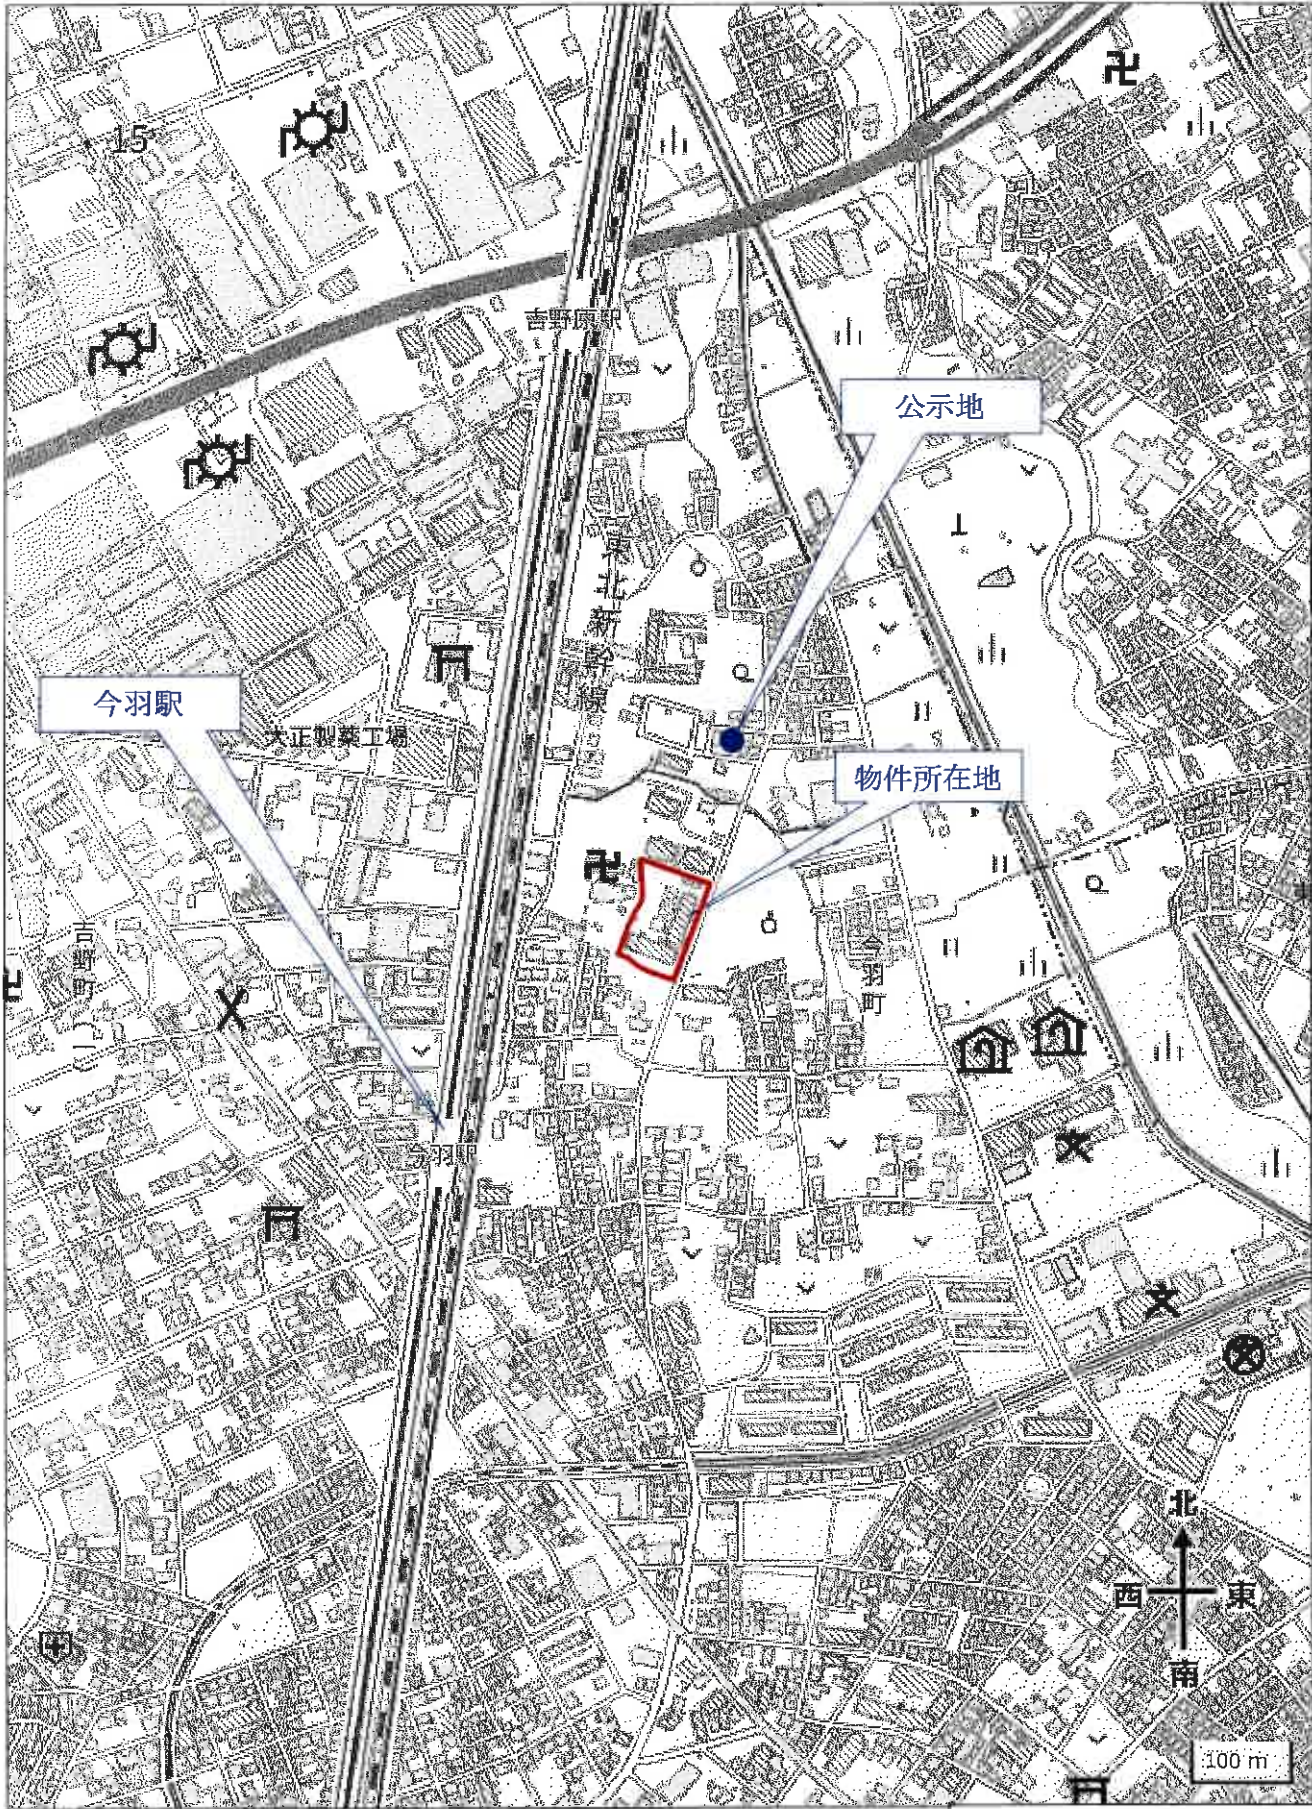 15
吉野原駅
公示地
東北新幹線
今羽駅
大正製薬工場
物件所在地
吉野町(一)
今羽町
今羽駅
北
西
東
南
100 m